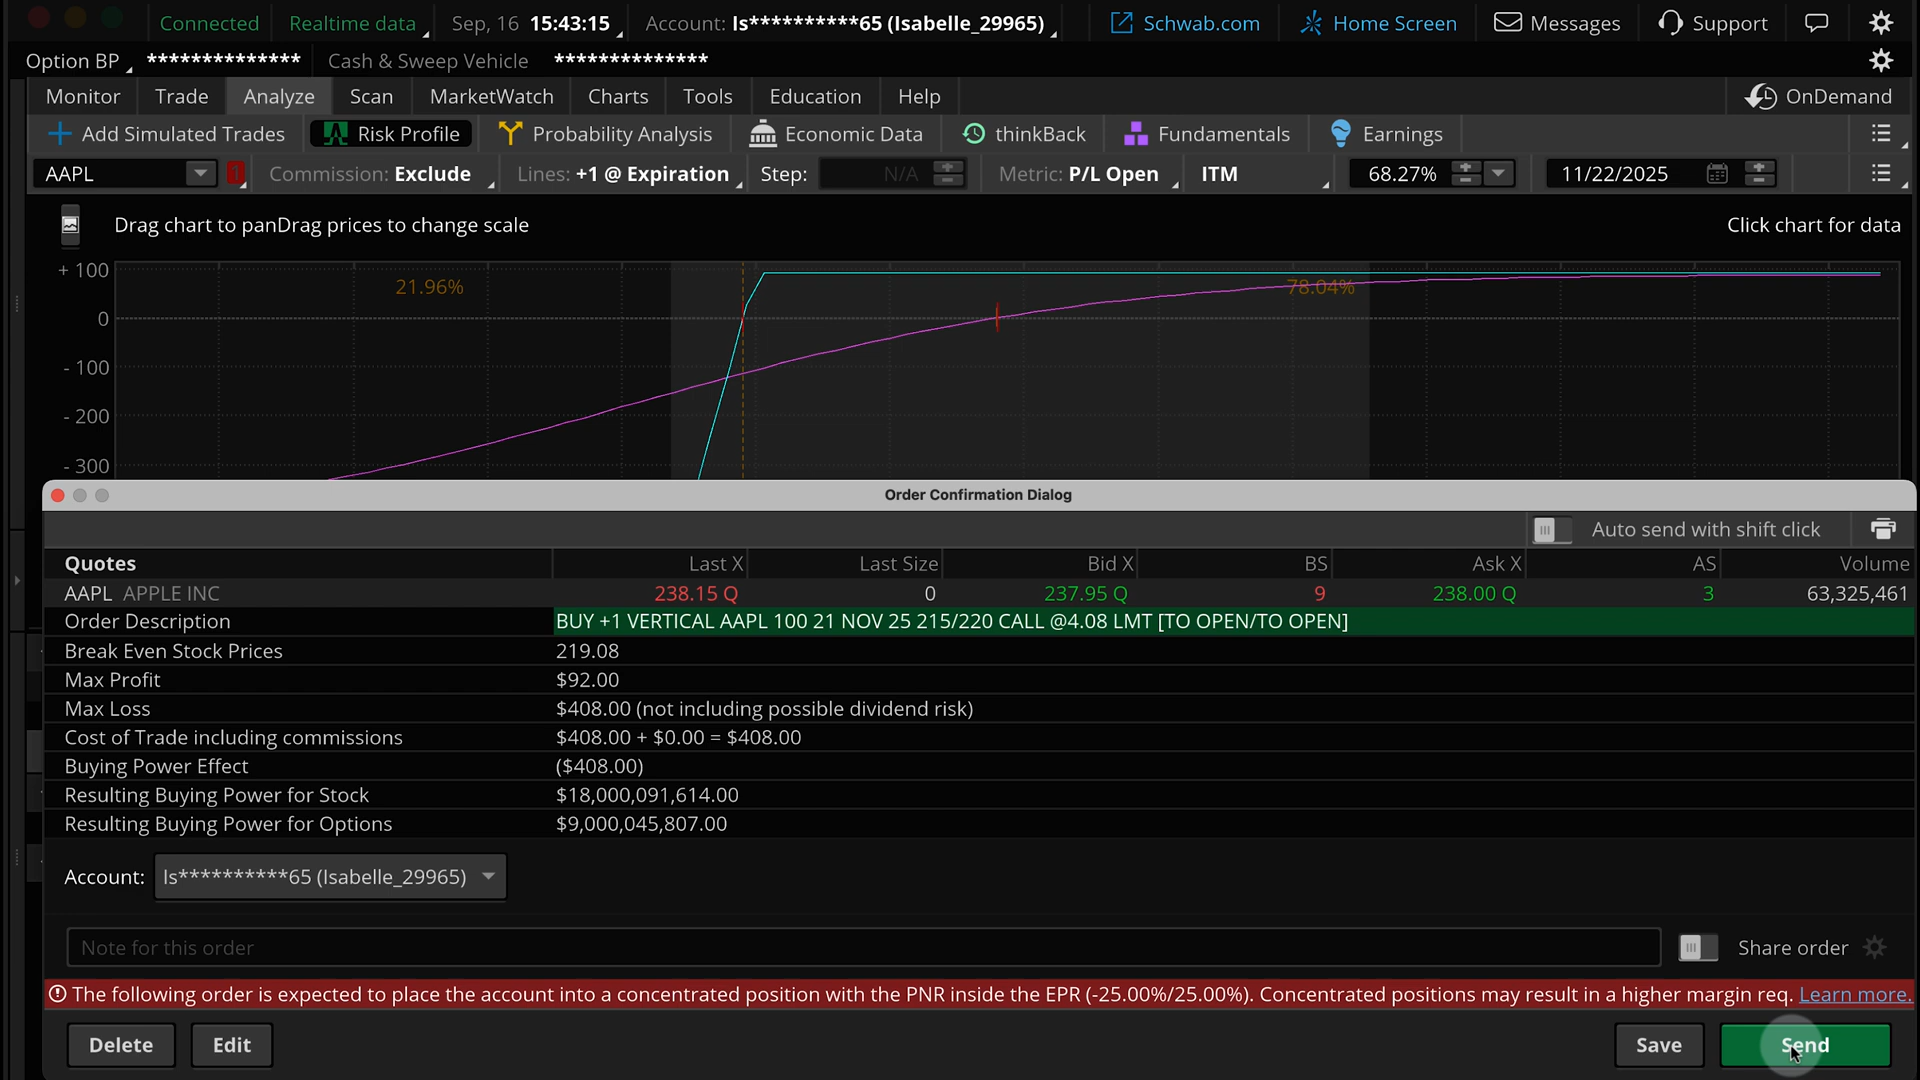 Connected Realtime data Sep, 16 15:43:15 Account: Is**********65 (Isabelle_29965) Schwab.com Home Screen Messages Support
Option BP ************** Cash & Sweep Vehicle **************
Monitor Trade Analyze Scan MarketWatch Charts Tools Education Help OnDemand
Add Simulated Trades Risk Profile Probability Analysis Economic Data thinkBack Fundamentals Earnings
AAPL 1 Commission: Exclude Lines: +1 @ Expiration Step: N/A Metric: P/L Open ITM 68.27% 11/22/2025
Drag chart to panDrag prices to change scale Click chart for data
+ 100
21.96% 78.04%
0
- 100
- 200
- 300
Order Confirmation Dialog
Auto send with shift click
Quotes Last X Last Size Bid X BS Ask X AS Volume
AAPL APPLE INC 238.15 Q 0 237.95 Q 9 238.00 Q 3 63,325,461
Order Description BUY +1 VERTICAL AAPL 100 21 NOV 25 215/220 CALL @4.08 LMT [TO OPEN/TO OPEN]
Break Even Stock Prices 219.08
Max Profit $92.00
Max Loss $408.00 (not including possible dividend risk)
Cost of Trade including commissions $408.00 + $0.00 = $408.00
Buying Power Effect ($408.00)
Resulting Buying Power for Stock $18,000,091,614.00
Resulting Buying Power for Options $9,000,045,807.00
Account: Is**********65 (Isabelle_29965)
Note for this order Share order
The following order is expected to place the account into a concentrated position with the PNR inside the EPR (-25.00%/25.00%). Concentrated positions may result in a higher margin req. Learn more.
Delete Edit Save Send